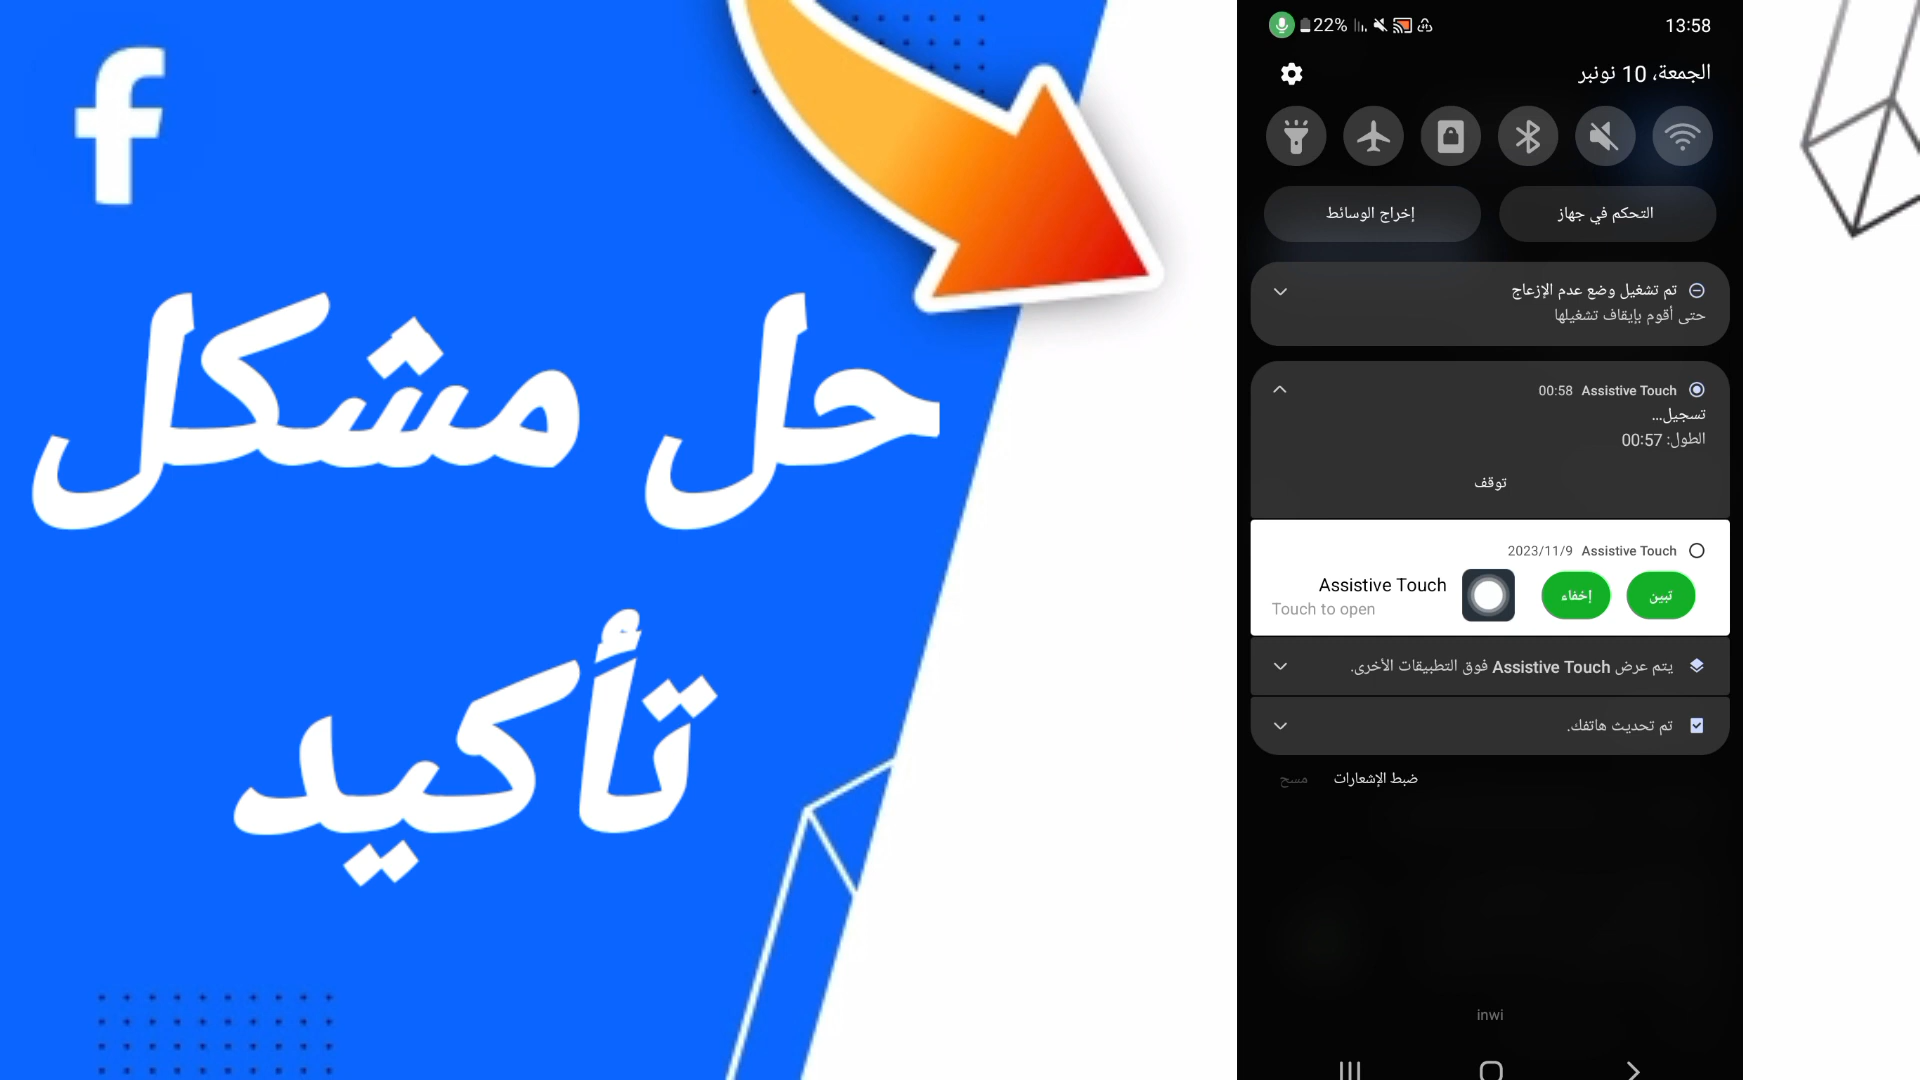 حل مشكل
تأكيد
22%
13:58
الجمعة، 10 نونبر
التحكم في جهاز
إخراج الوسائط
تم تشغيل وضع عدم الإزعاج
حتى أقوم بإيقاف تشغيلها
Assistive Touch 00:58
تسجيل...
الطول: 00:57
توقف
Assistive Touch 2023/11/9
تبين
إخفاء
Assistive Touch
Touch to open
يتم عرض Assistive Touch فوق التطبيقات الأخرى.
تم تحديث هاتفك.
ضبط الإشعارات
مسح
inwi